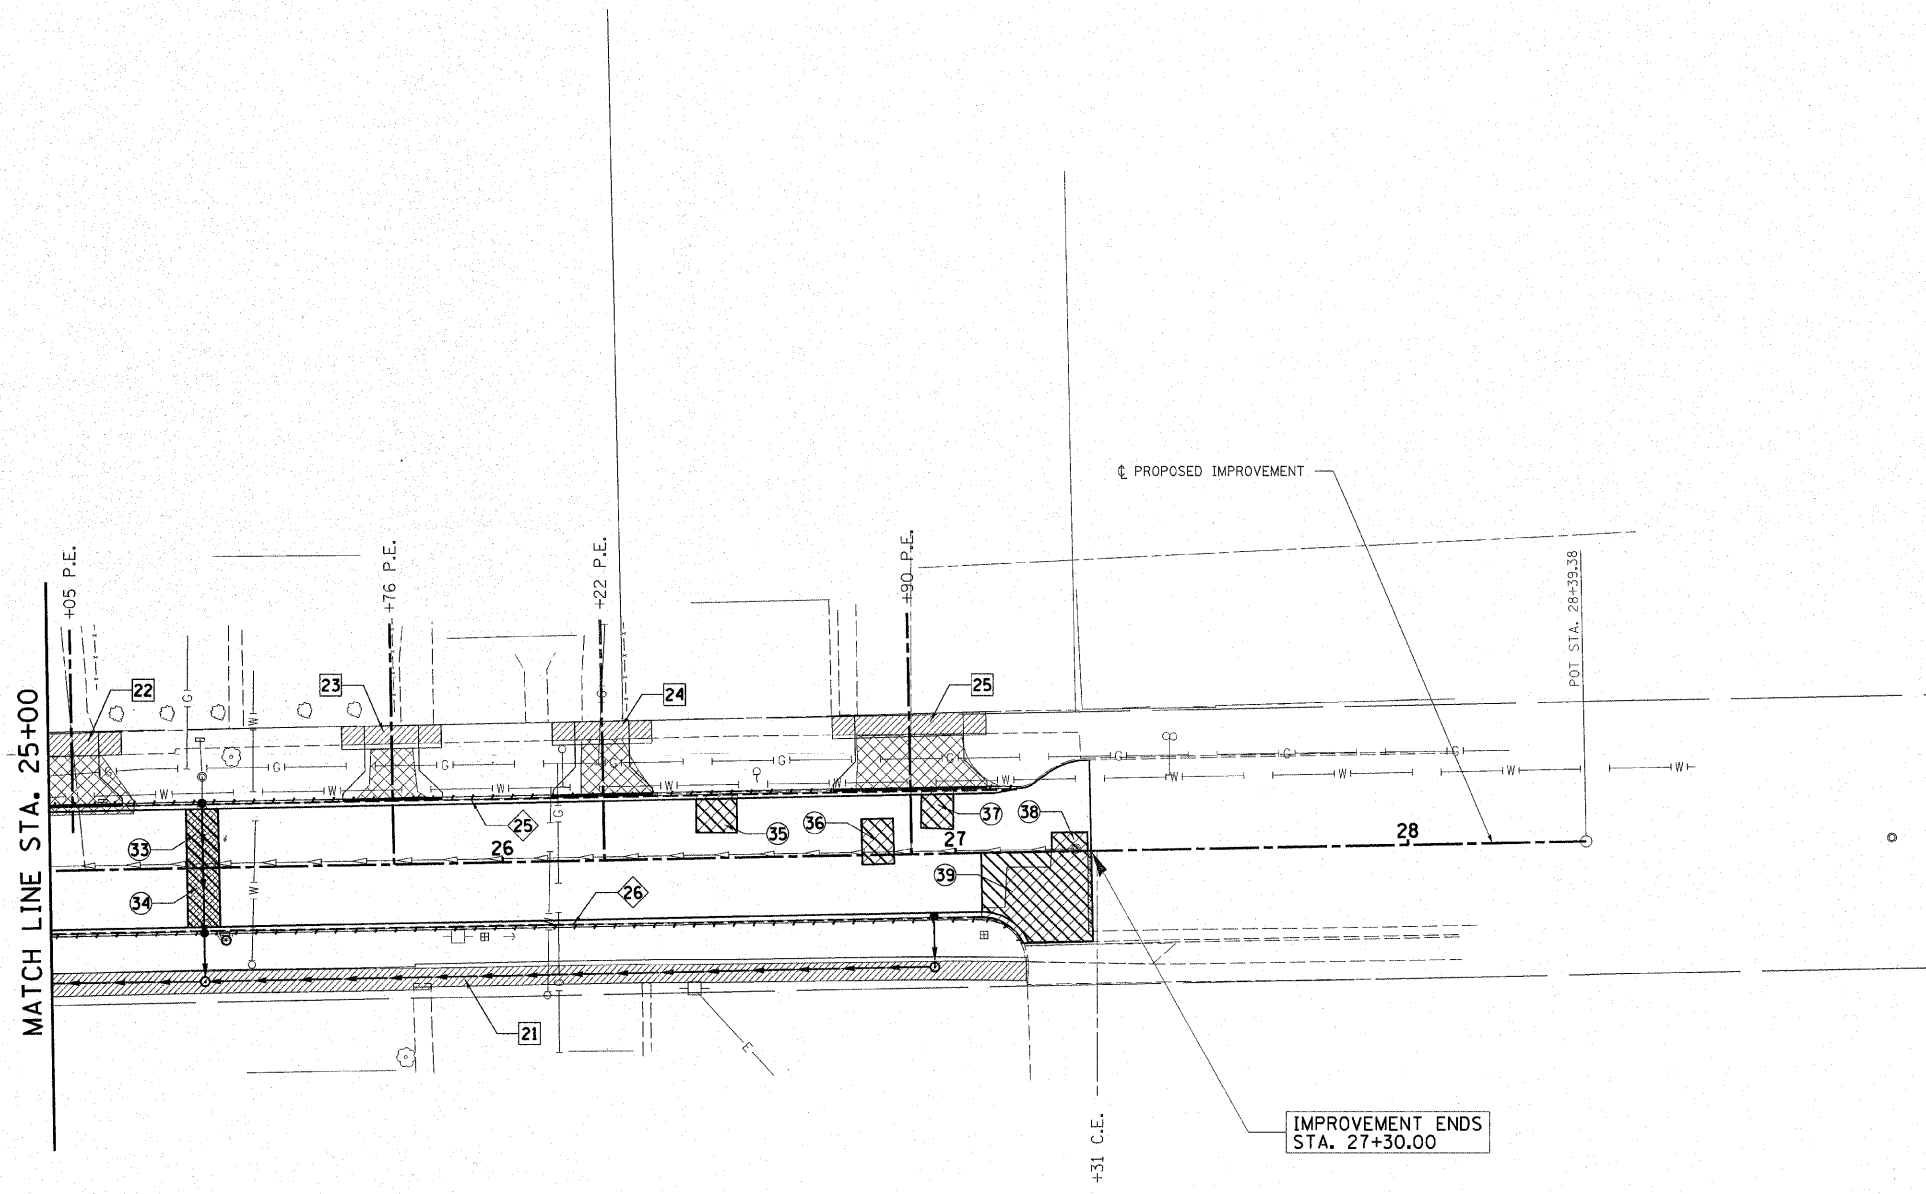 ℄ PROPOSED IMPROVEMENT
POT STA. 28+39.38
+05 P.E.
+76 P.E.
+22 P.E.
+90 P.E.
MATCH LINE STA. 25+00
22
23
24
25
G
W
G
G
G
G
G
G
G
G
G
G
G
W
W
W
W
W
W
W
W
W
W
W
25
35
36
37
38
33
26
27
28
34
W
26
39
21
E
+31 C.E.
IMPROVEMENT ENDS
STA. 27+30.00